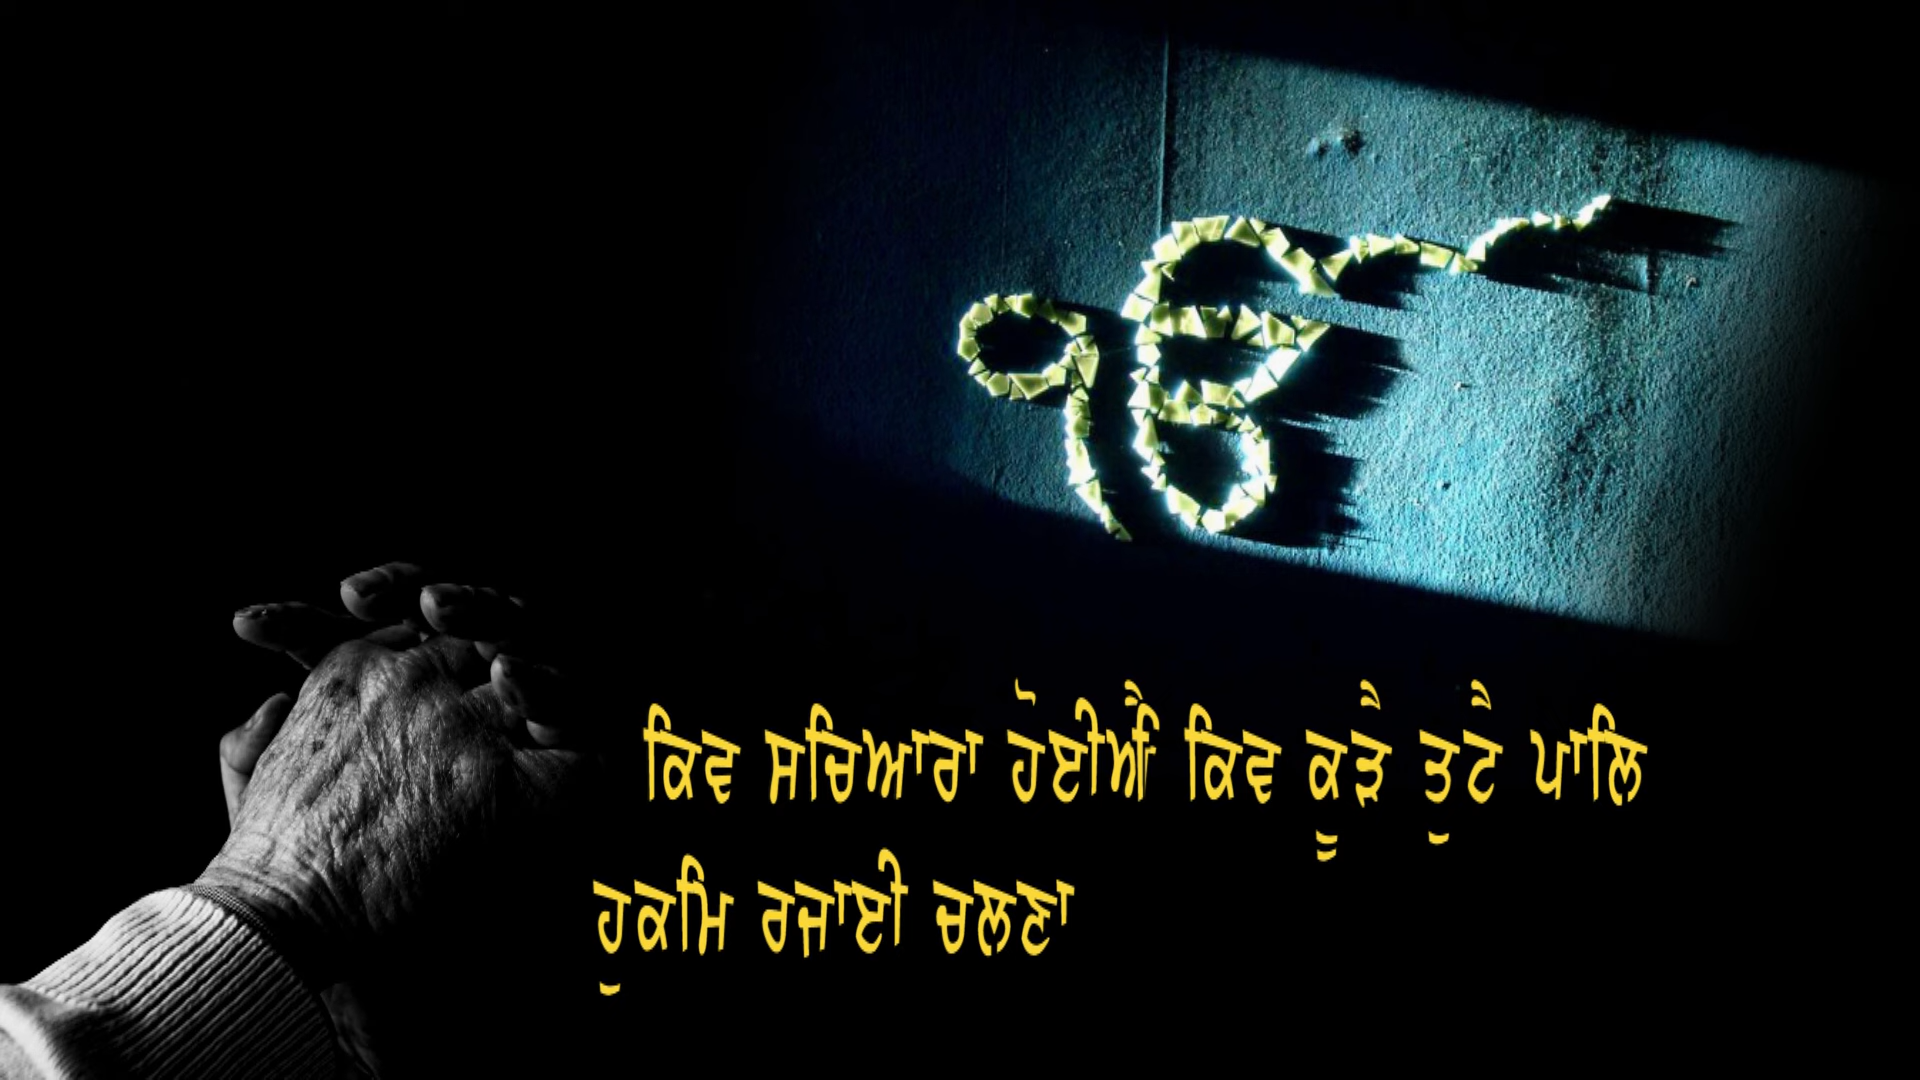 ੴ
ਕਿਵ ਸਚਿਆਰਾ ਹੋਈਐ ਕਿਵ ਕੂੜੈ ਤੁਟੈ ਪਾਲਿ
ਹੁਕਮਿ ਰਜਾਈ ਚਲਣਾ